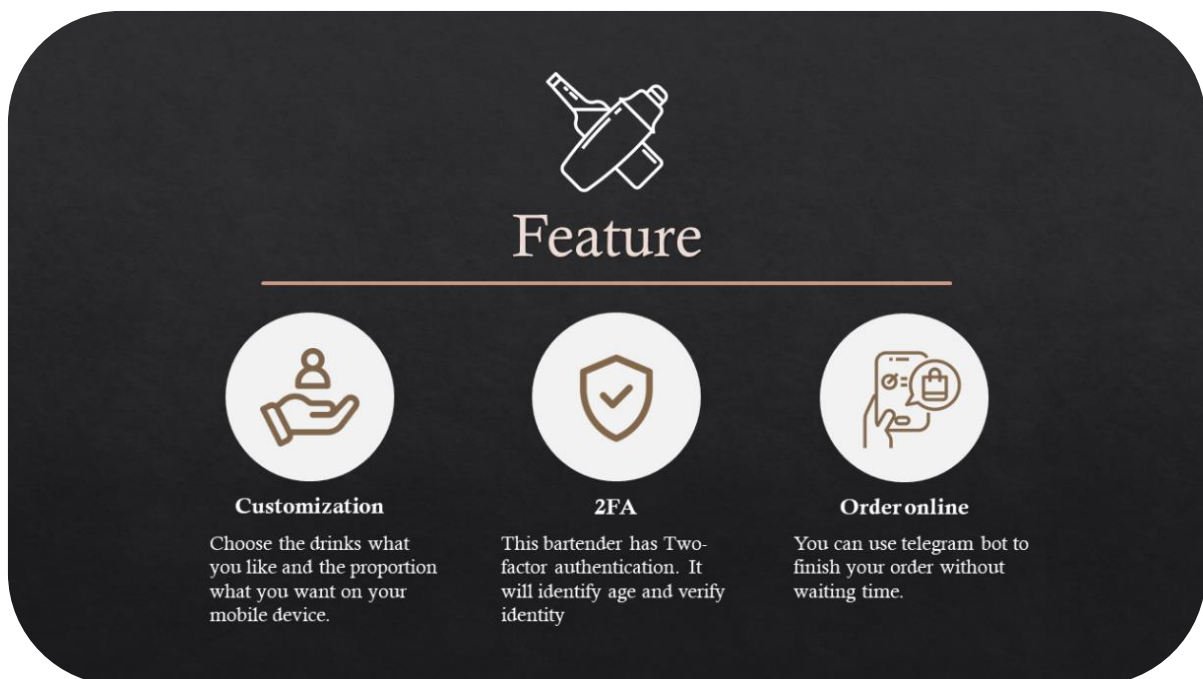 Feature
Customization
Choose the drinks what
you like and the proportion
what you want on your
mobile device.
2FA
This bartender has Two-
factor authentication. It
will identify age and verify
identity
Order online
You can use telegram bot to
finish your order without
waiting time.